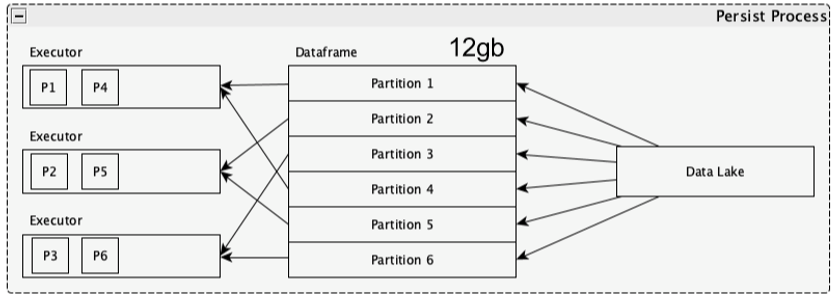 Persist Process
Executor
P1 P4
Executor
P2 P5
Executor
P3 P6
Dataframe 12gb
Partition 1
Partition 2
Partition 3
Partition 4
Partition 5
Partition 6
Data Lake